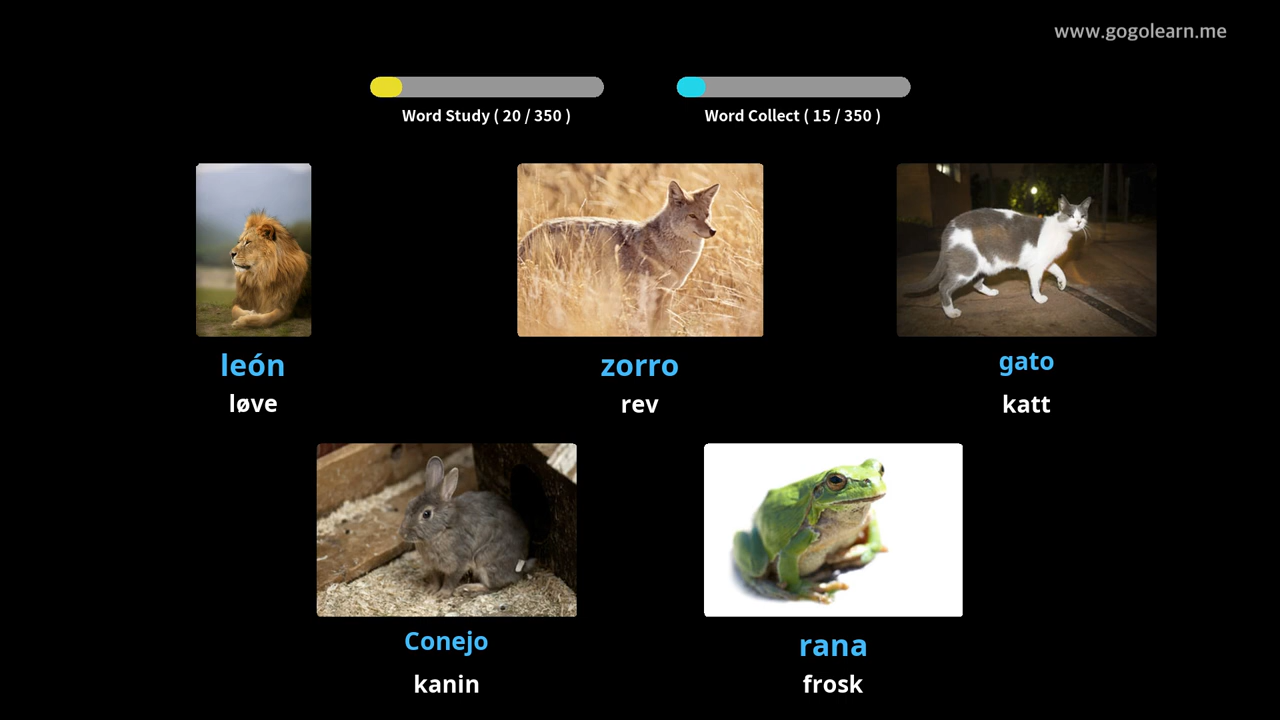 www.gogolearn.me
Word Study ( 20 / 350 )
Word Collect ( 15 / 350 )
león
løve
zorro
rev
gato
katt
Conejo
kanin
rana
frosk